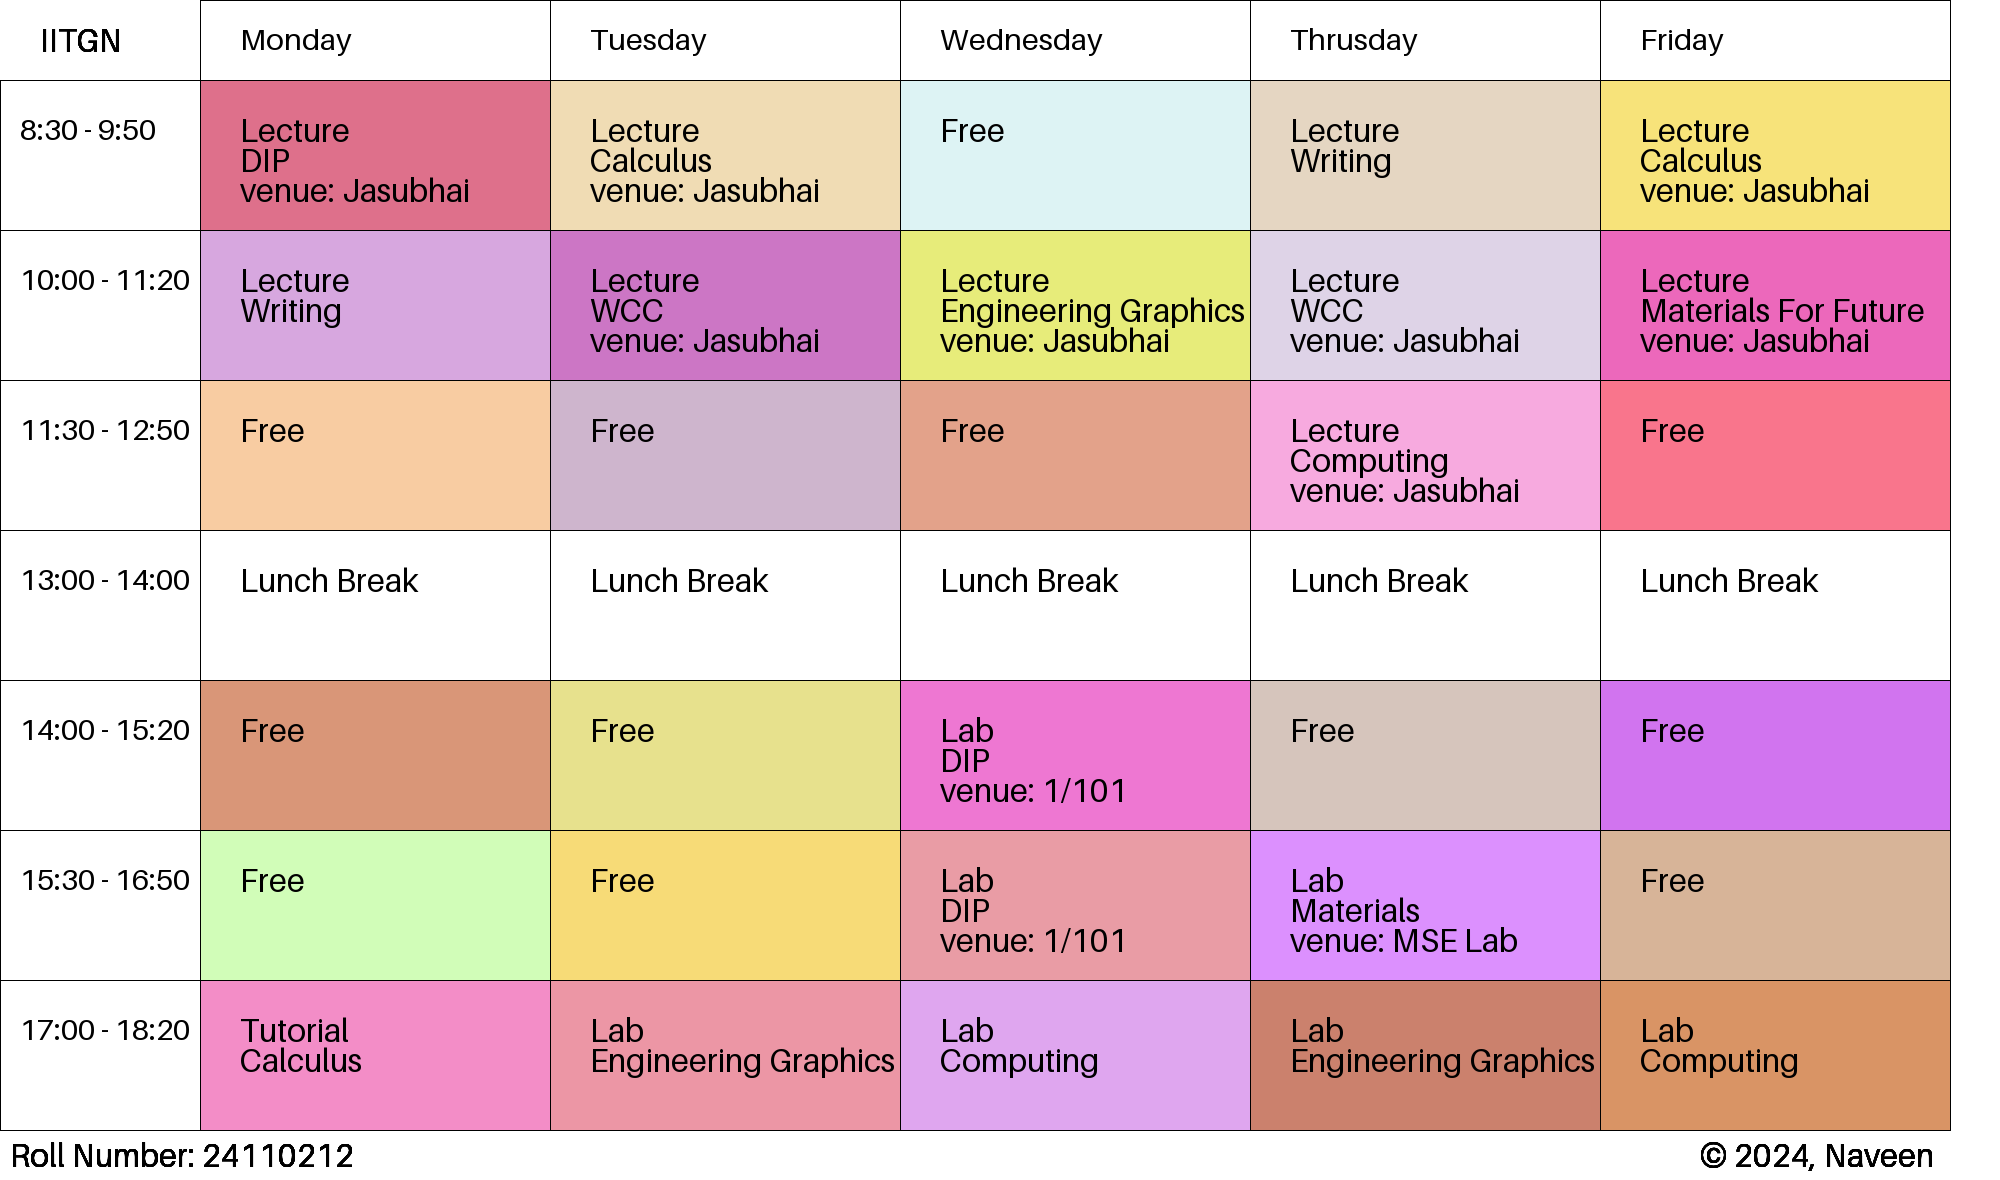 IITGN
Monday
Tuesday
Wednesday
Thrusday
Friday
8:30 - 9:50
Lecture
DIP
venue: Jasubhai
Lecture
Calculus
venue: Jasubhai
Free
Lecture
Writing
Lecture
Calculus
venue: Jasubhai
10:00 - 11:20
Lecture
Writing
Lecture
WCC
venue: Jasubhai
Lecture
Engineering Graphics
venue: Jasubhai
Lecture
WCC
venue: Jasubhai
Lecture
Materials For Future
venue: Jasubhai
11:30 - 12:50
Free
Free
Free
Lecture
Computing
venue: Jasubhai
Free
13:00 - 14:00
Lunch Break
Lunch Break
Lunch Break
Lunch Break
Lunch Break
14:00 - 15:20
Free
Free
Lab
DIP
venue: 1/101
Free
Free
15:30 - 16:50
Free
Free
Lab
DIP
venue: 1/101
Lab
Materials
venue: MSE Lab
Free
17:00 - 18:20
Tutorial
Calculus
Lab
Engineering Graphics
Lab
Computing
Lab
Engineering Graphics
Lab
Computing
Roll Number: 24110212
© 2024, Naveen